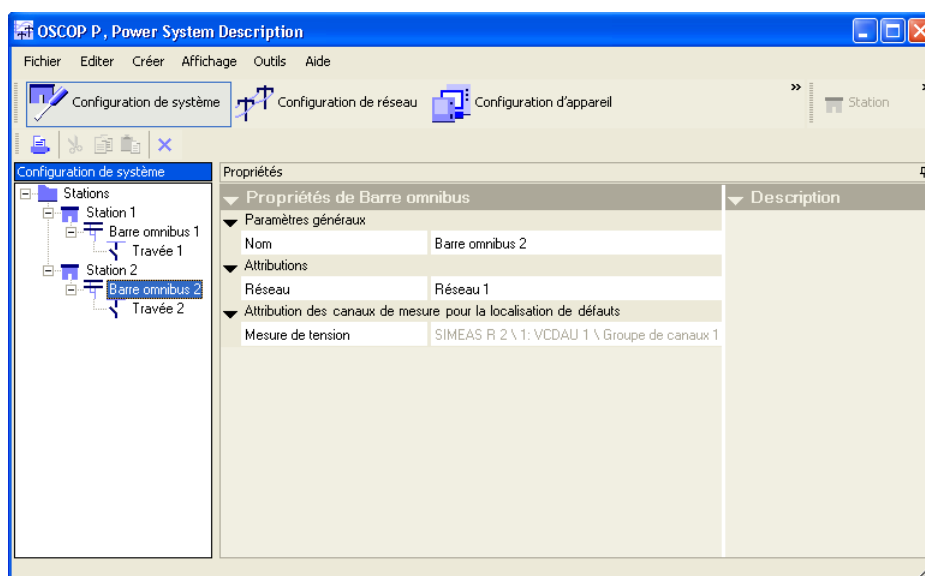 OSCOP P, Power System Description
Fichier Editer Créer Affichage Outils Aide
Configuration de système Configuration de réseau Configuration d'appareil » Station
Configuration de système
Stations
Station 1
Barre omnibus 1
Travée 1
Station 2
Barre omnibus 2
Travée 2
Propriétés
Propriétés de Barre omnibus
Paramètres généraux
Nom Barre omnibus 2
Attributions
Réseau Réseau 1
Attribution des canaux de mesure pour la localisation de défauts
Mesure de tension SIMEAS R 2 \ 1: VCDAU 1 \ Groupe de canaux 1
Description